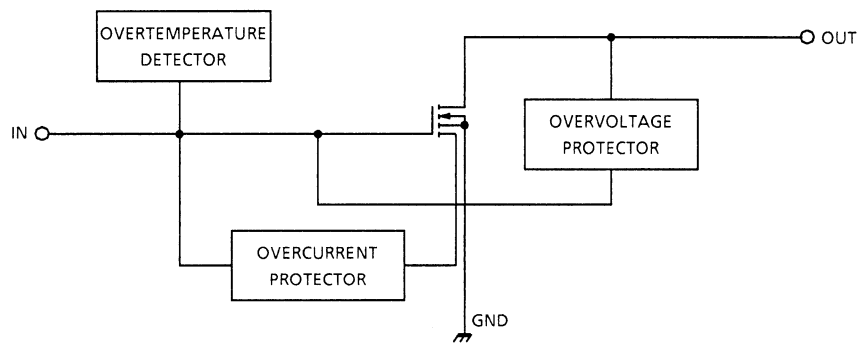 OVERTEMPERATURE
DETECTOR
OUT
IN
OVERVOLTAGE
PROTECTOR
OVERCURRENT
PROTECTOR
GND